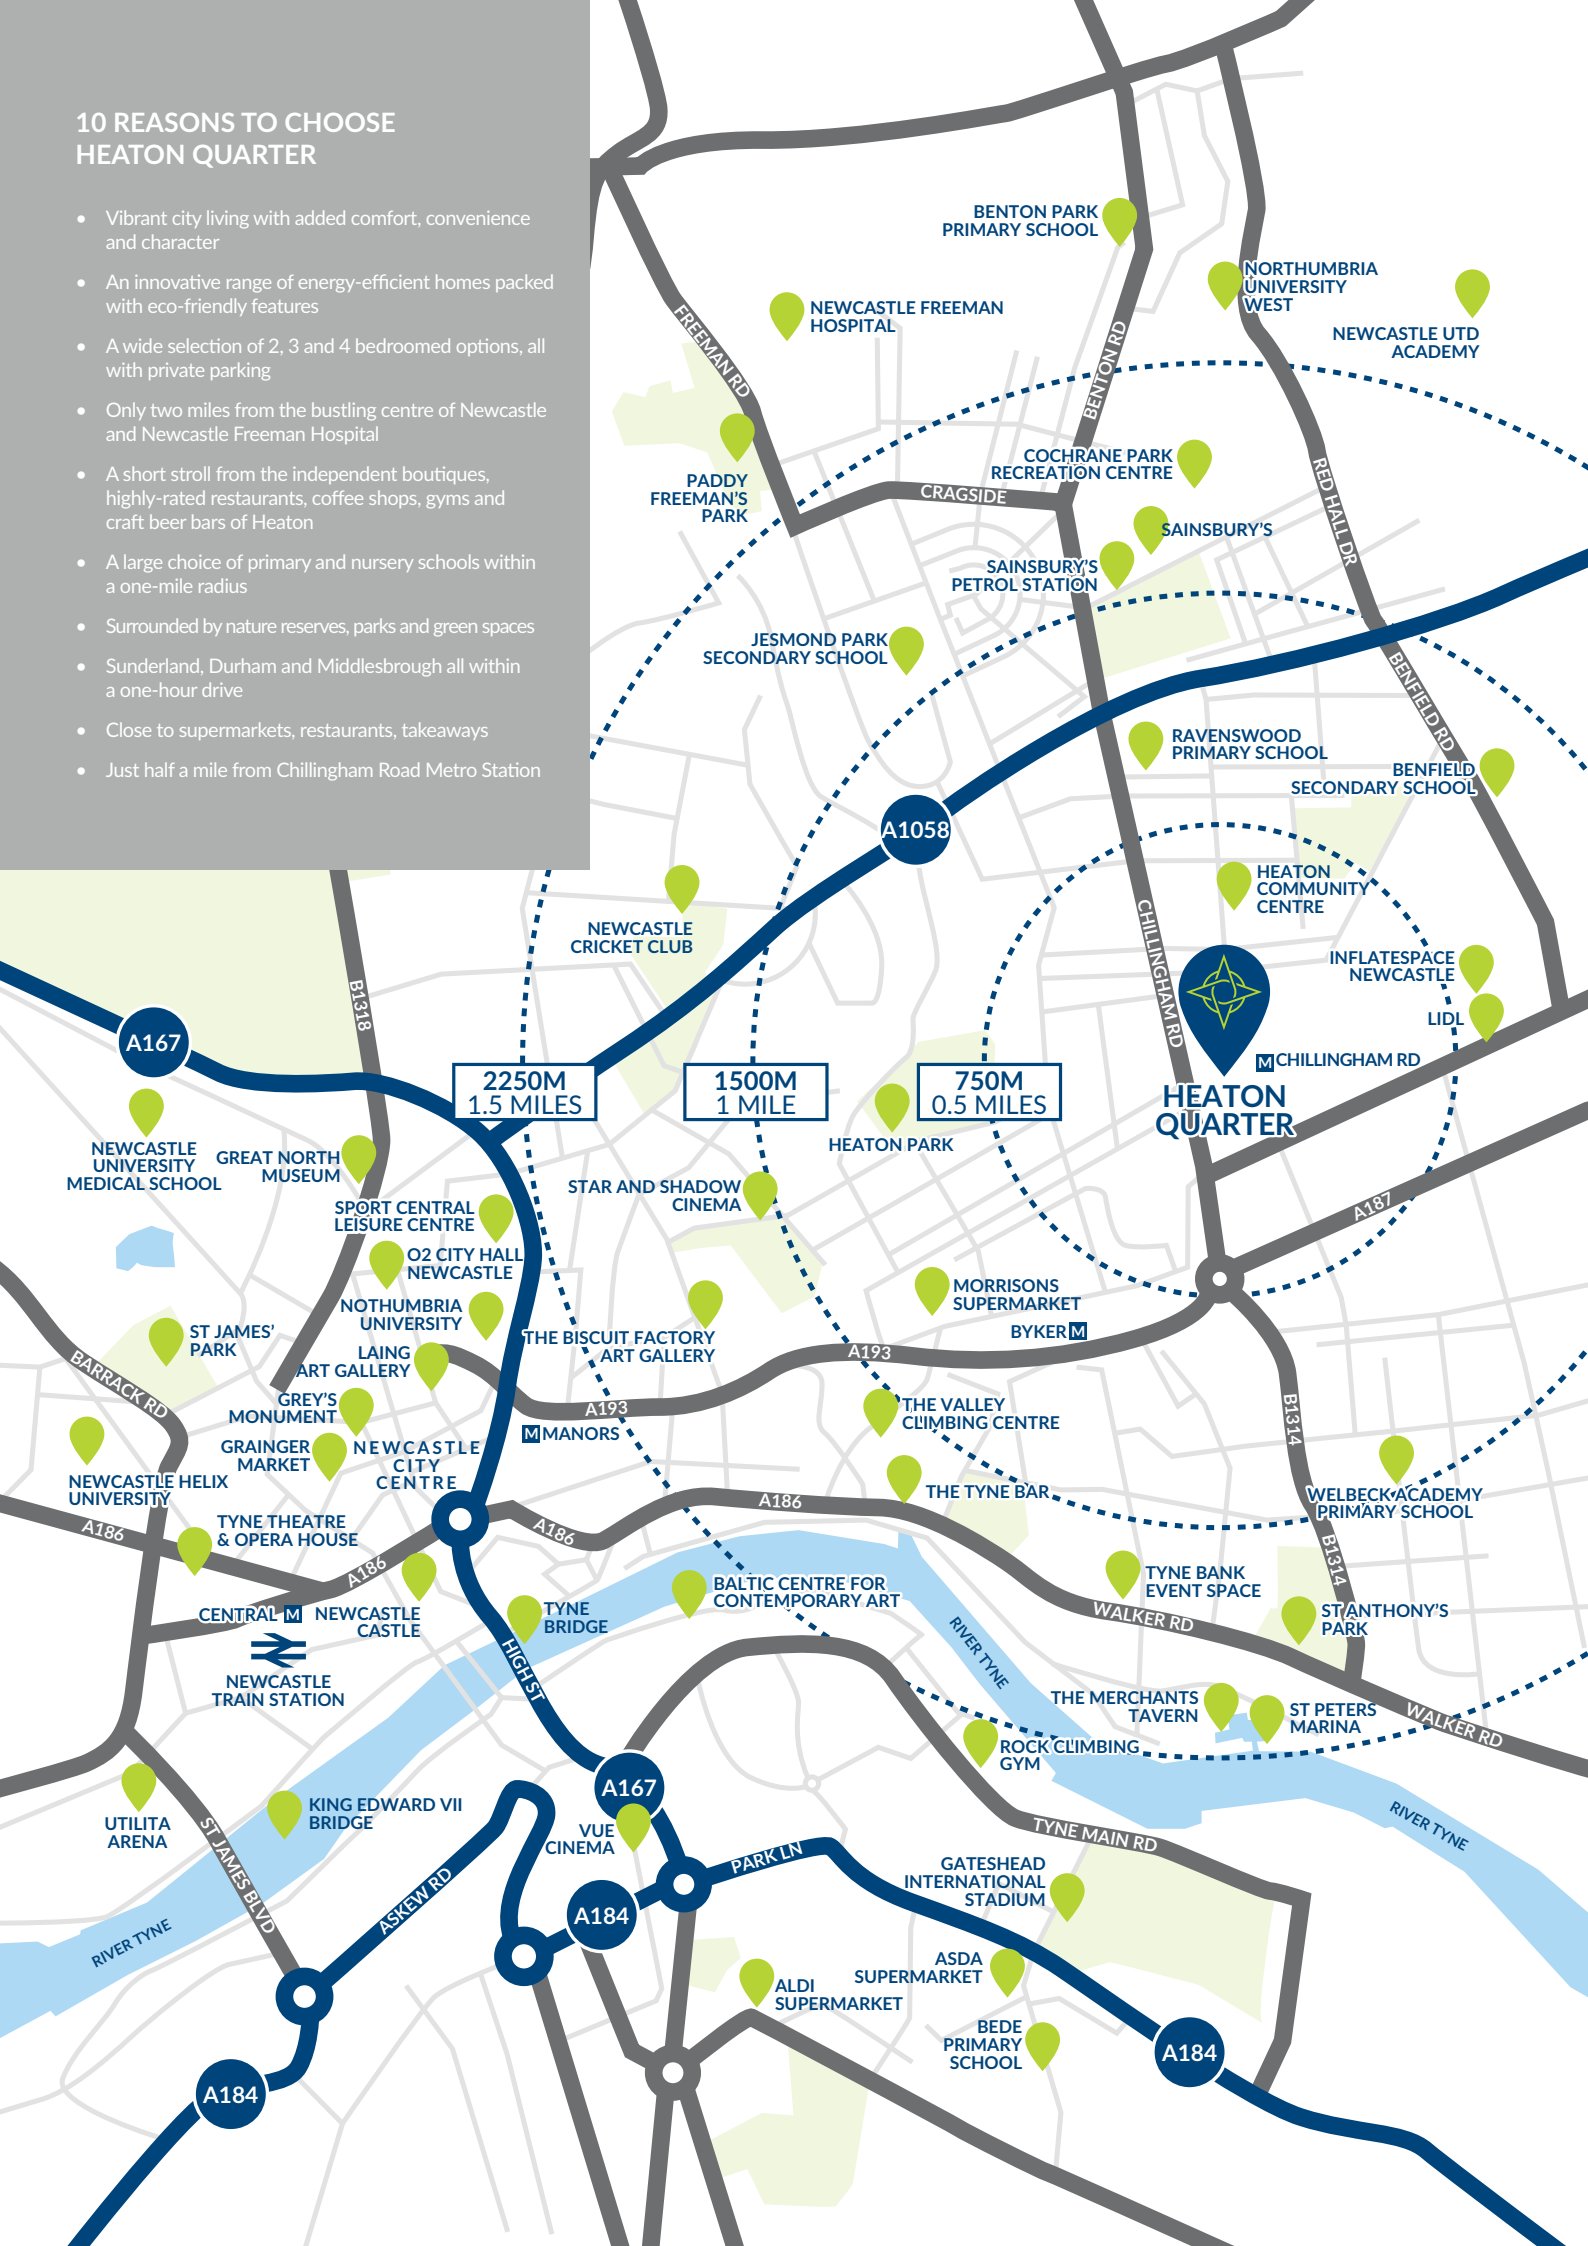 10 REASONS TO CHOOSE
HEATON QUARTER
• Vibrant city living with added comfort, convenience
and character
• An innovative range of energy-efficient homes packed
with eco-friendly features
• A wide selection of 2, 3 and 4 bedroomed options, all
with private parking
• Only two miles from the bustling centre of Newcastle
and Newcastle Freeman Hospital
• A short stroll from the independent boutiques,
highly-rated restaurants, coffee shops, gyms and
craft beer bars of Heaton
• A large choice of primary and nursery schools within
a one-mile radius
• Surrounded by nature reserves, parks and green spaces
• Sunderland, Durham and Middlesbrough all within
a one-hour drive
• Close to supermarkets, restaurants, takeaways
• Just half a mile from Chillingham Road Metro Station
BENTON PARK
PRIMARY SCHOOL
NORTHUMBRIA
UNIVERSITY
WEST
NEWCASTLE UTD
ACADEMY
NEWCASTLE FREEMAN
HOSPITAL
FREEMAN RD
BENTON RD
PADDY
FREEMAN'S
PARK
COCHRANE PARK
RECREATION CENTRE
CRAGSIDE
RED HALL DR
SAINSBURY'S
SAINSBURY'S
PETROL STATION
JESMOND PARK
SECONDARY SCHOOL
BENFIELD RD
RAVENSWOOD
PRIMARY SCHOOL
BENFIELD
SECONDARY SCHOOL
A1058
HEATON
COMMUNITY
CENTRE
NEWCASTLE
CRICKET CLUB
CHILLINGHAM RD
INFLATESPACE
NEWCASTLE
LIDL
B1318
A167
M CHILLINGHAM RD
2250M
1.5 MILES
1500M
1 MILE
750M
0.5 MILES
HEATON
QUARTER
HEATON PARK
NEWCASTLE
UNIVERSITY
MEDICAL SCHOOL
GREAT NORTH
MUSEUM
STAR AND SHADOW
CINEMA
SPORT CENTRAL
LEISURE CENTRE
A187
O2 CITY HALL
NEWCASTLE
MORRISONS
SUPERMARKET
NOTHUMBRIA
UNIVERSITY
BYKER M
ST JAMES'
PARK
THE BISCUIT FACTORY
ART GALLERY
LAING
ART GALLERY
A193
BARRACK RD
GREY'S
MONUMENT
A193
THE VALLEY
CLIMBING CENTRE
B1314
M MANORS
GRAINGER
MARKET
NEWCASTLE
CITY
CENTRE
NEWCASTLE HELIX
UNIVERSITY
THE TYNE BAR
WELBECK ACADEMY
PRIMARY SCHOOL
A186
A186
A186
TYNE THEATRE
& OPERA HOUSE
A186
B1314
TYNE BANK
EVENT SPACE
BALTIC CENTRE FOR
CONTEMPORARY ART
CENTRAL M
NEWCASTLE
CASTLE
TYNE
BRIDGE
WALKER RD
ST ANTHONY'S
PARK
RIVER TYNE
HIGH ST
NEWCASTLE
TRAIN STATION
THE MERCHANTS
TAVERN
ST PETERS
MARINA
WALKER RD
ROCK CLIMBING
GYM
A167
UTILITA
ARENA
KING EDWARD VII
BRIDGE
VUE
CINEMA
TYNE MAIN RD
RIVER TYNE
ST JAMES BLVD
PARK LN
GATESHEAD
INTERNATIONAL
STADIUM
ASKEW RD
A184
RIVER TYNE
ASDA
SUPERMARKET
ALDI
SUPERMARKET
BEDE
PRIMARY
SCHOOL
A184
A184